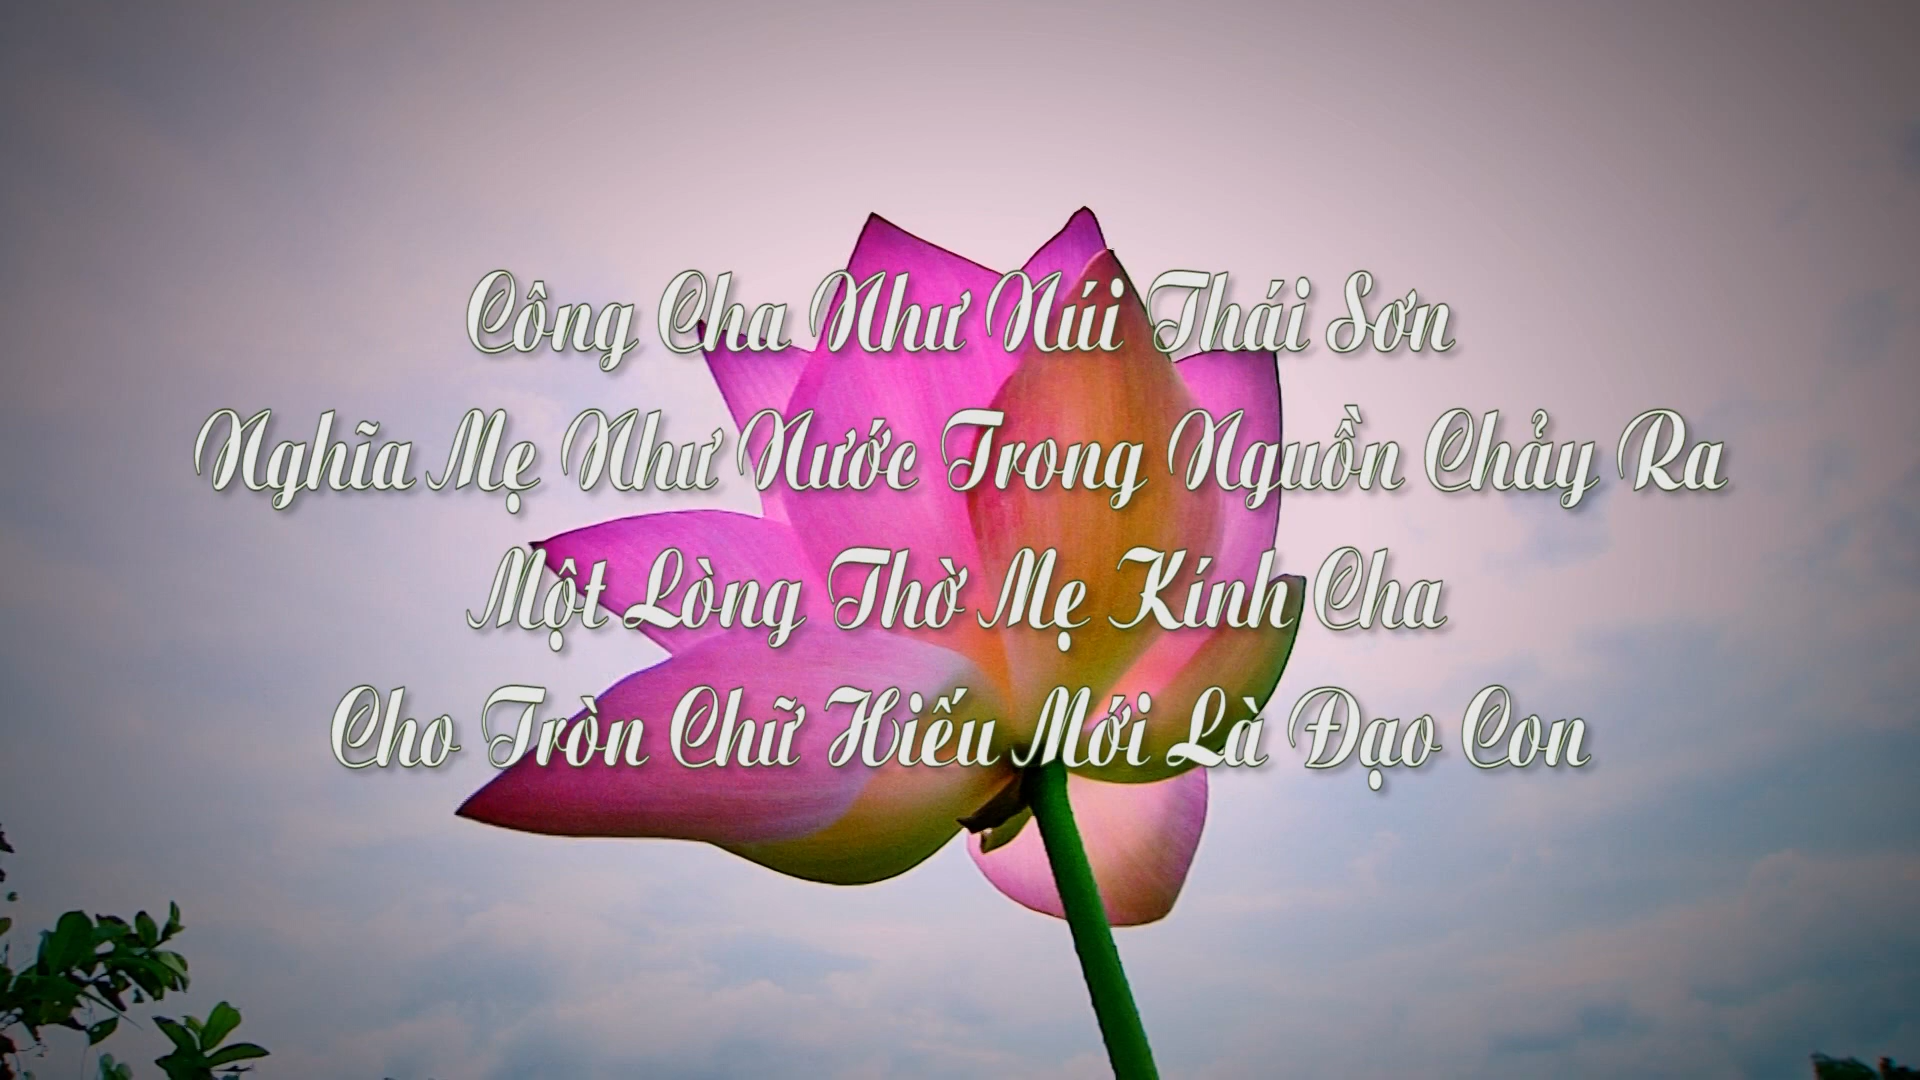 Công Cha Như Núi Thái Sơn
Nghĩa Mẹ Như Nước Trong Nguồn Chảy Ra
Một Lòng Thờ Mẹ Kính Cha
Cho Tròn Chữ Hiếu Mới Là Đạo Con